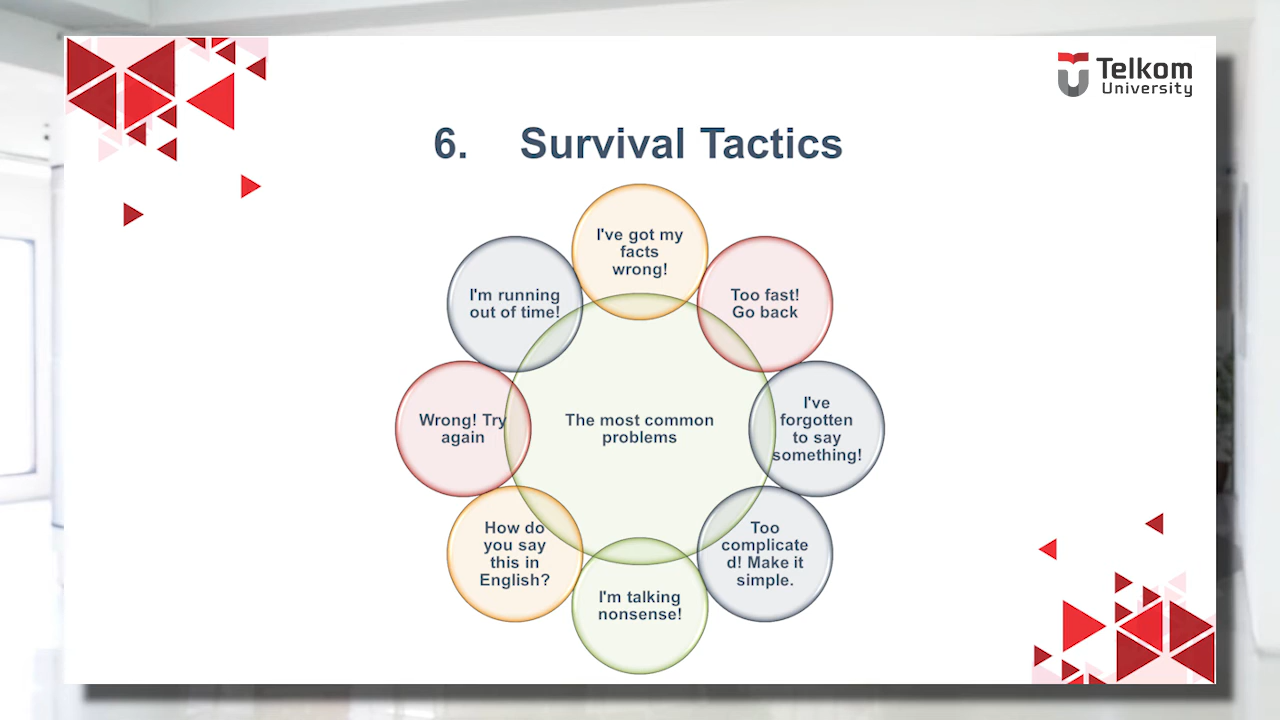 Telkom
University
6. Survival Tactics
I've got my
facts
wrong!
Too fast!
Go back
I've
forgotten
to say
something!
Too
complicate
d! Make it
simple.
I'm talking
nonsense!
How do
you say
this in
English?
Wrong! Try
again
I'm running
out of time!
The most common
problems